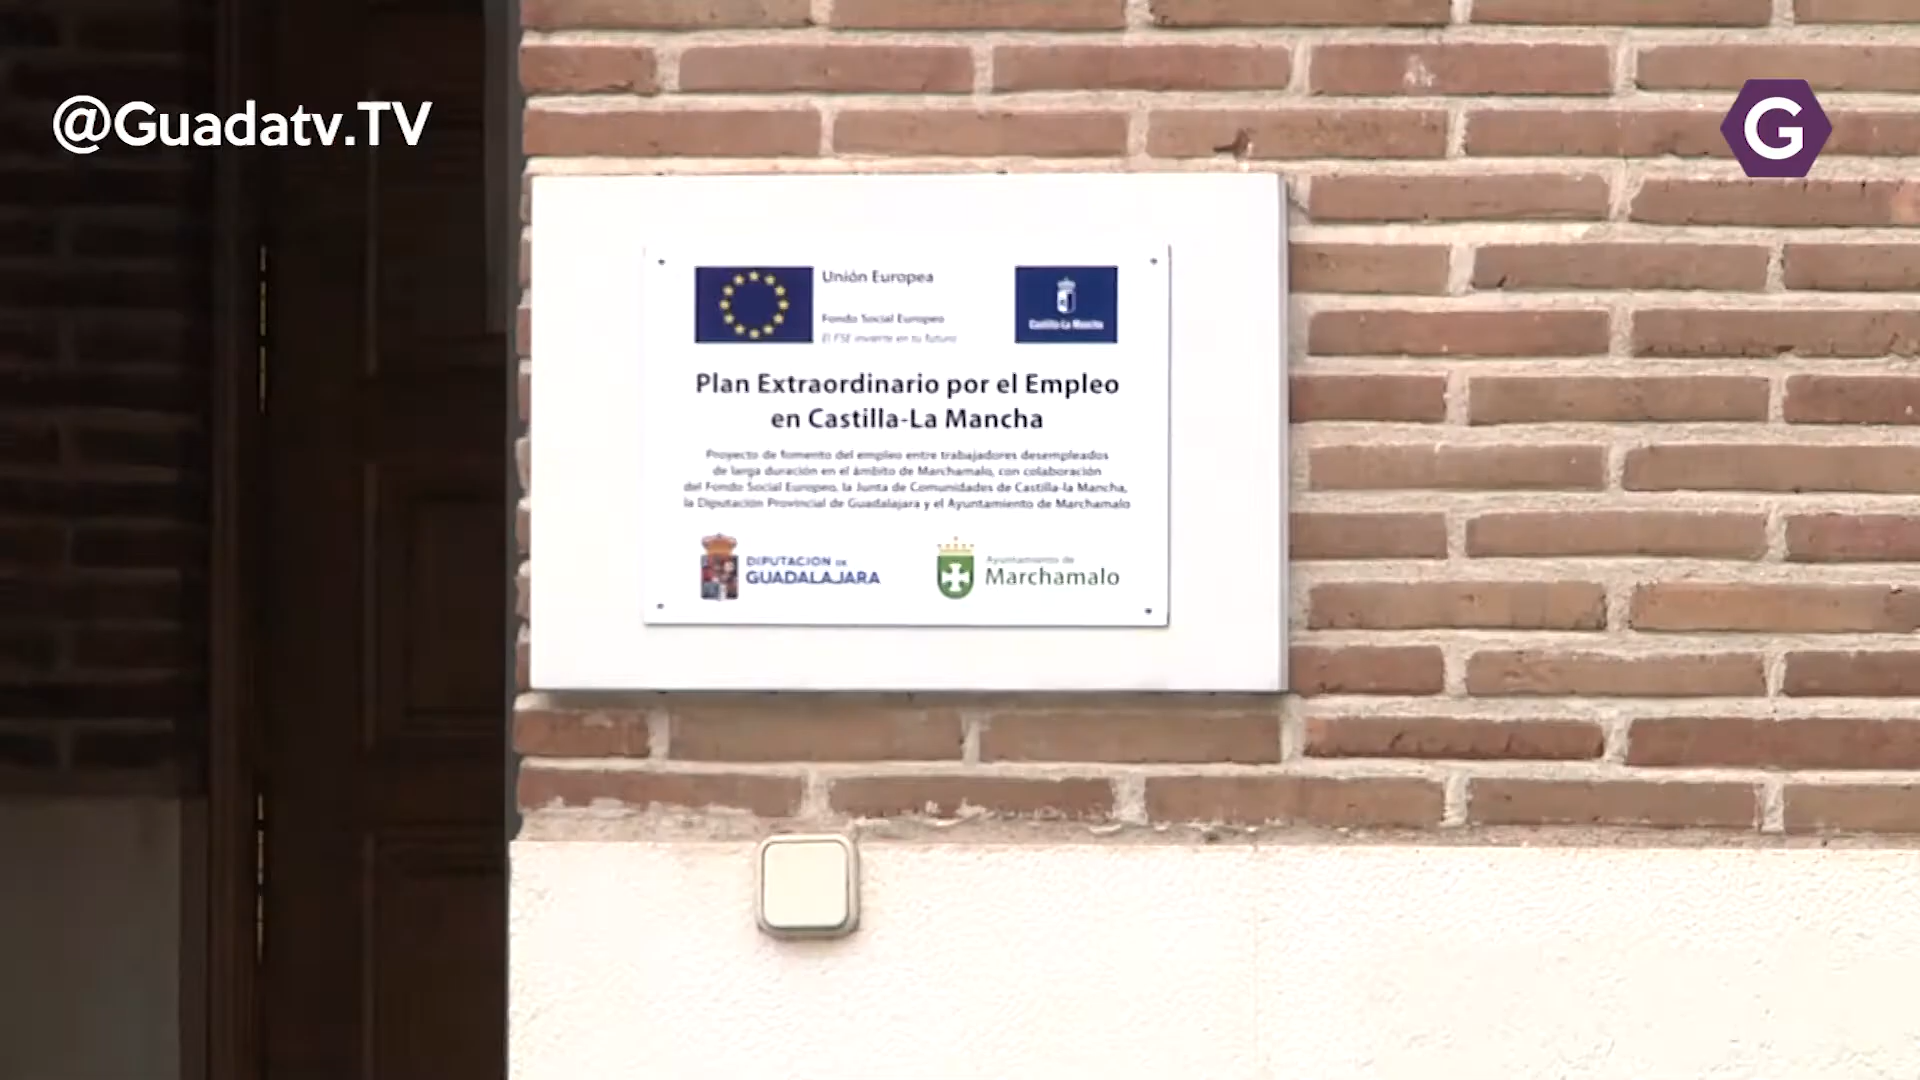 @Guadatv.TV
G
Unión Europea
Fondo Social Europeo
El FSE invierte en tu futuro
Castilla-La Mancha
Plan Extraordinario por el Empleo
en Castilla-La Mancha
Proyecto de fomento del empleo entre trabajadores desempleados
de larga duración en el ámbito de Marchamalo, con colaboración
del Fondo Social Europeo, la Junta de Comunidades de Castilla-la Mancha,
la Diputación Provincial de Guadalajara y el Ayuntamiento de Marchamalo
DIPUTACION DE
GUADALAJARA
Ayuntamiento de
Marchamalo